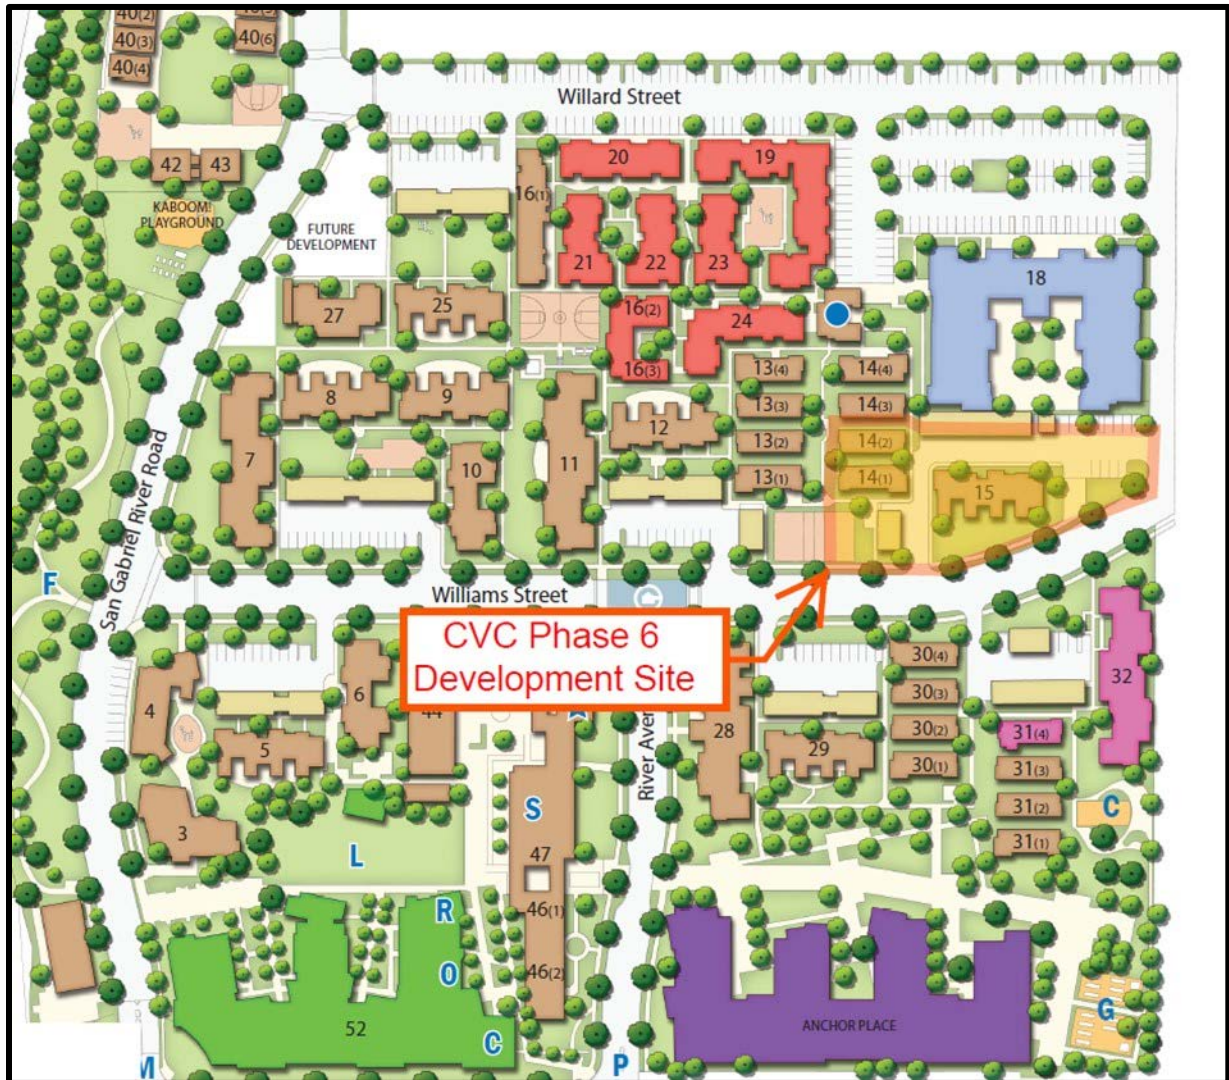 40(2)
40(3)
40(6)
40(4)
Willard Street
20
19
42
43
16(1)
KABOOM!
PLAYGROUND
FUTURE
DEVELOPMENT
21
22
23
18
25
27
16(2)
24
16(3)
13(4)
14(4)
8
9
13(3)
14(3)
12
7
10
11
13(2)
14(2)
13(1)
14(1)
15
San Gabriel River Road
F
Williams Street
CVC Phase 6
Development Site
30(4)
30(3)
32
4
6
44
5
28
29
30(2)
31(4)
30(1)
31(3)
River Ave
S
31(2)
C
3
L
47
31(1)
R
46(1)
O
46(2)
G
52
C
ANCHOR PLACE
M
P